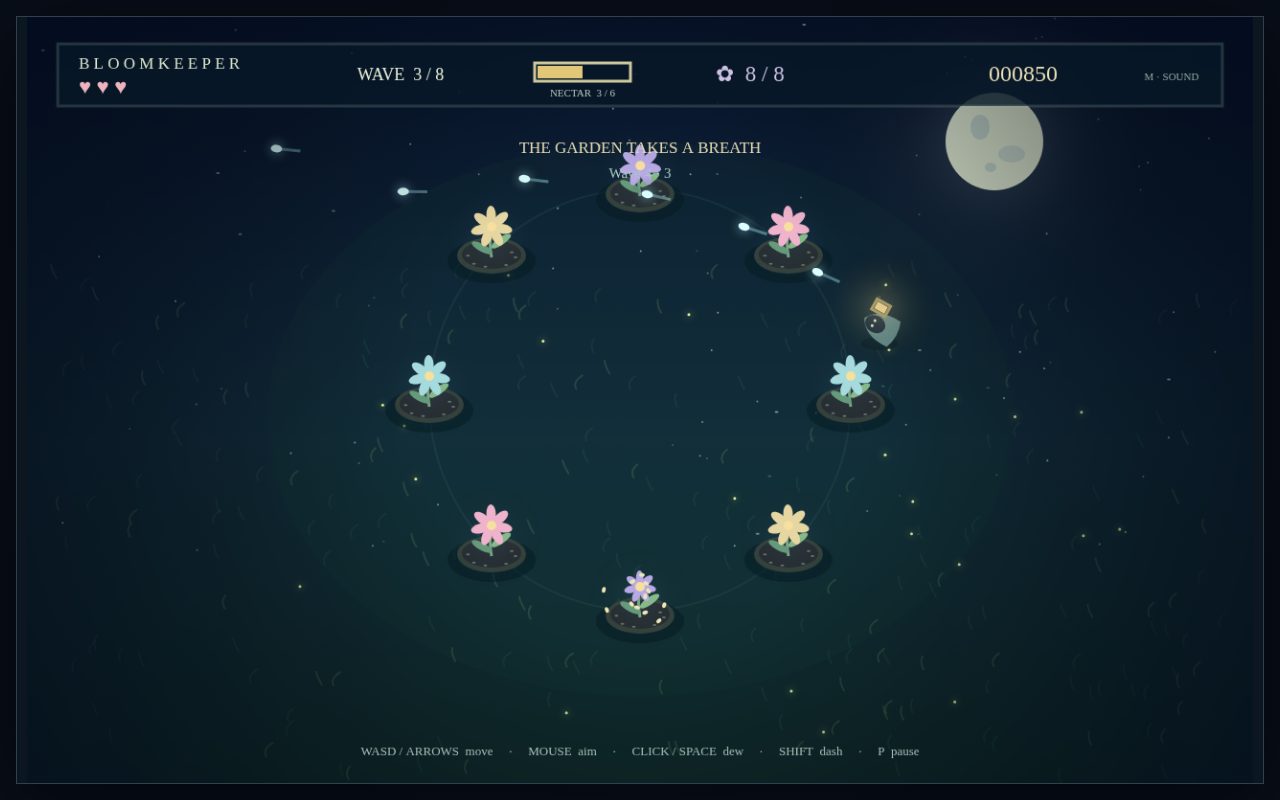 BLOOMKEEPER
WAVE 3 / 8
NECTAR 3 / 6
8 / 8
000850
M · SOUND
THE GARDEN TAKES A BREATH
3
WASD / ARROWS move · MOUSE aim · CLICK / SPACE dew · SHIFT dash · P pause